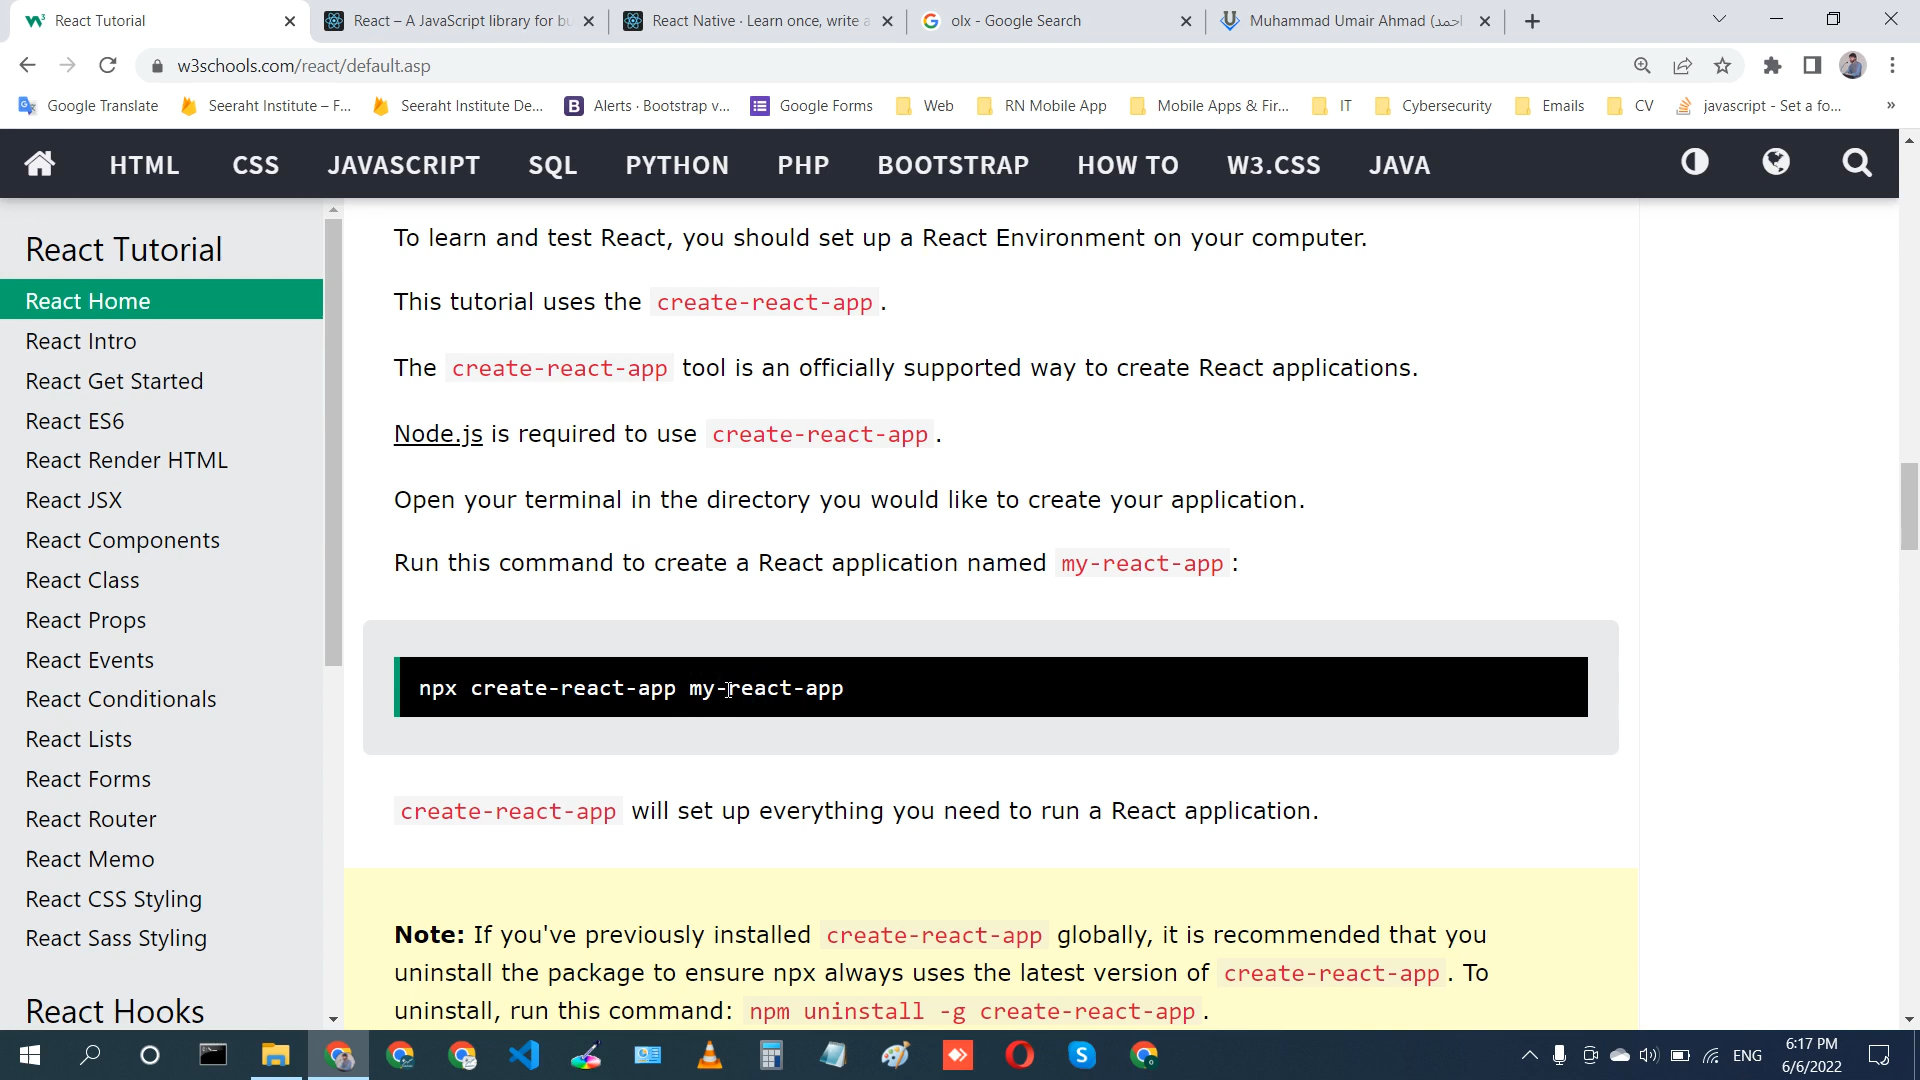 React Tutorial
React – A JavaScript library for bu
React Native · Learn once, write a
olx - Google Search
Muhammad Umair Ahmad (احمد
w3schools.com/react/default.asp
Google Translate
Seeraht Institute – F...
Seeraht Institute De...
Alerts · Bootstrap v...
Google Forms
Web
RN Mobile App
Mobile Apps & Fir...
IT
Cybersecurity
Emails
CV
javascript - Set a fo...
»
HTML
CSS
JAVASCRIPT
SQL
PYTHON
PHP
BOOTSTRAP
HOW TO
W3.CSS
JAVA
React Tutorial
React Home
React Intro
React Get Started
React ES6
React Render HTML
React JSX
React Components
React Class
React Props
React Events
React Conditionals
React Lists
React Forms
React Router
React Memo
React CSS Styling
React Sass Styling
React Hooks
To learn and test React, you should set up a React Environment on your computer.
This tutorial uses the create-react-app.
The create-react-app tool is an officially supported way to create React applications.
Node.js is required to use create-react-app.
Open your terminal in the directory you would like to create your application.
Run this command to create a React application named my-react-app:
npx create-react-app my-react-app
create-react-app will set up everything you need to run a React application.
Note: If you've previously installed create-react-app globally, it is recommended that you
uninstall the package to ensure npx always uses the latest version of create-react-app. To
uninstall, run this command: npm uninstall -g create-react-app.
ENG
6:17 PM
6/6/2022